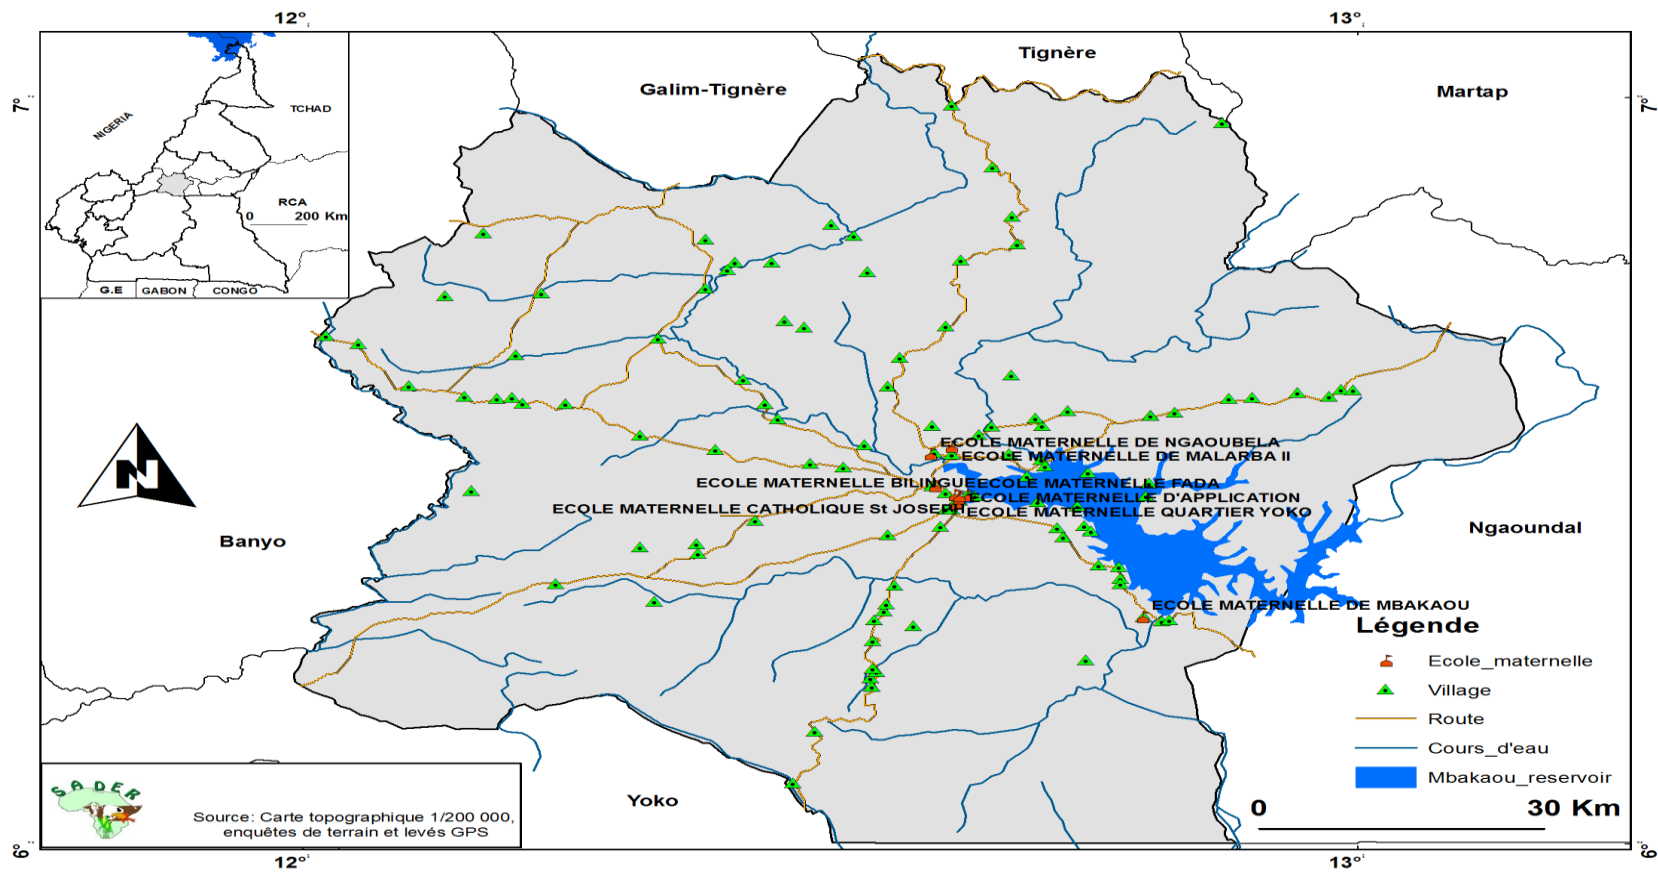 12°
13°
7°
7°
NIGERIA
TCHAD
RCA
0 200 Km
G.E GABON CONGO
Galim-Tignère
Tignère
Martap
ECOLE MATERNELLE DE NGAOUBELA
ECOLE MATERNELLE DE MALARBA II
ECOLE MATERNELLE BILINGUE
ECOLE MATERNELLE FADA
ECOLE MATERNELLE D'APPLICATION
ECOLE MATERNELLE CATHOLIQUE St JOSEPH
ECOLE MATERNELLE QUARTIER YOKO
Banyo
Ngaoundal
N
ECOLE MATERNELLE DE MBAKAOU
Légende
Ecole_maternelle
Village
Route
Cours_d'eau
Mbakaou_reservoir
0 30 Km
Yoko
SADER
Source: Carte topographique 1/200 000,
enquêtes de terrain et levés GPS
6°
6°
12°
13°